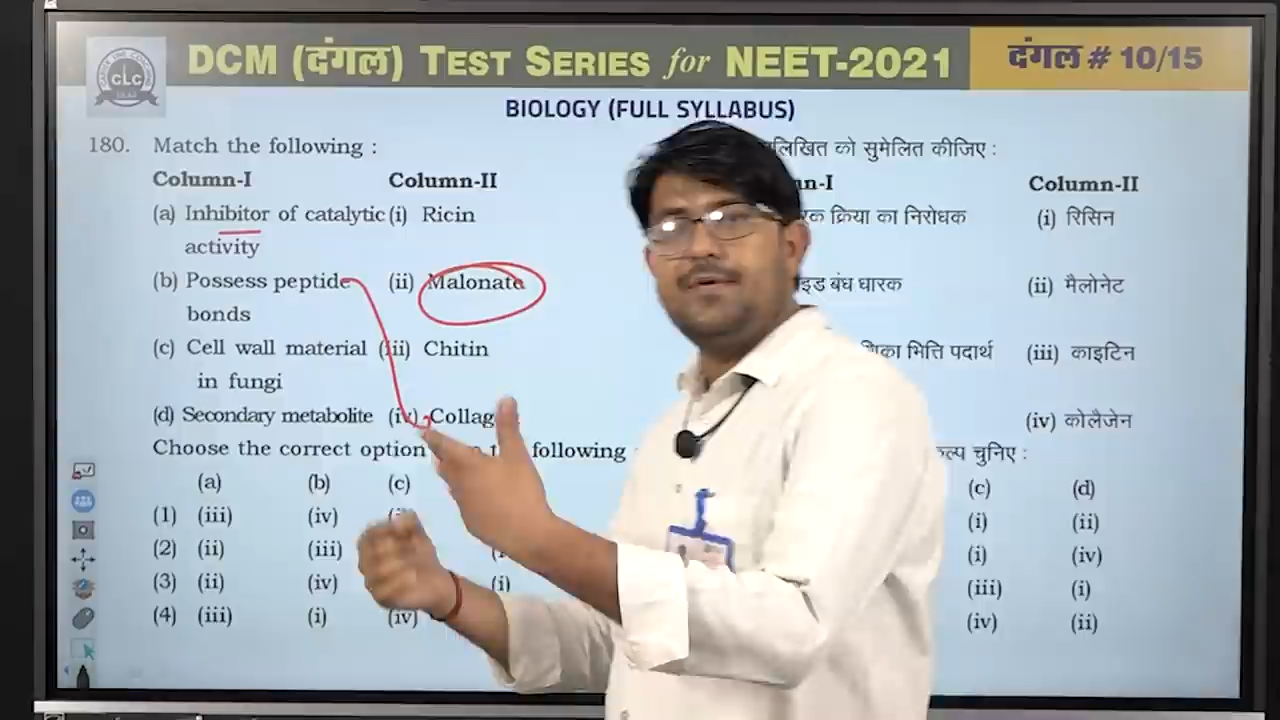 DCM (दंगल) TEST SERIES for NEET-2021
दंगल # 10/15
CLC
BIOLOGY (FULL SYLLABUS)
180. Match the following :
Column-I Column-II
(a) Inhibitor of catalytic (i) Ricin
activity
(b) Possess peptide (ii) Malonate
bonds
(c) Cell wall material (iii) Chitin
in fungi
(d) Secondary metabolite (iv) Collag
Choose the correct option following
(a) (b) (c)
(1) (iii) (iv)
(2) (ii) (iii)
(3) (ii) (iv) (i)
(4) (iii) (i) (iv)
लिखित को सुमेलित कीजिए :
n-I Column-II
रक क्रिया का निरोधक (i) रिसिन
इड बंध धारक (ii) मैलोनेट
का भित्ति पदार्थ (iii) काइटिन
(iv) कोलैजेन
ल्प चुनिए :
(c) (d)
(i) (ii)
(i) (iv)
(iii) (i)
(iv) (ii)